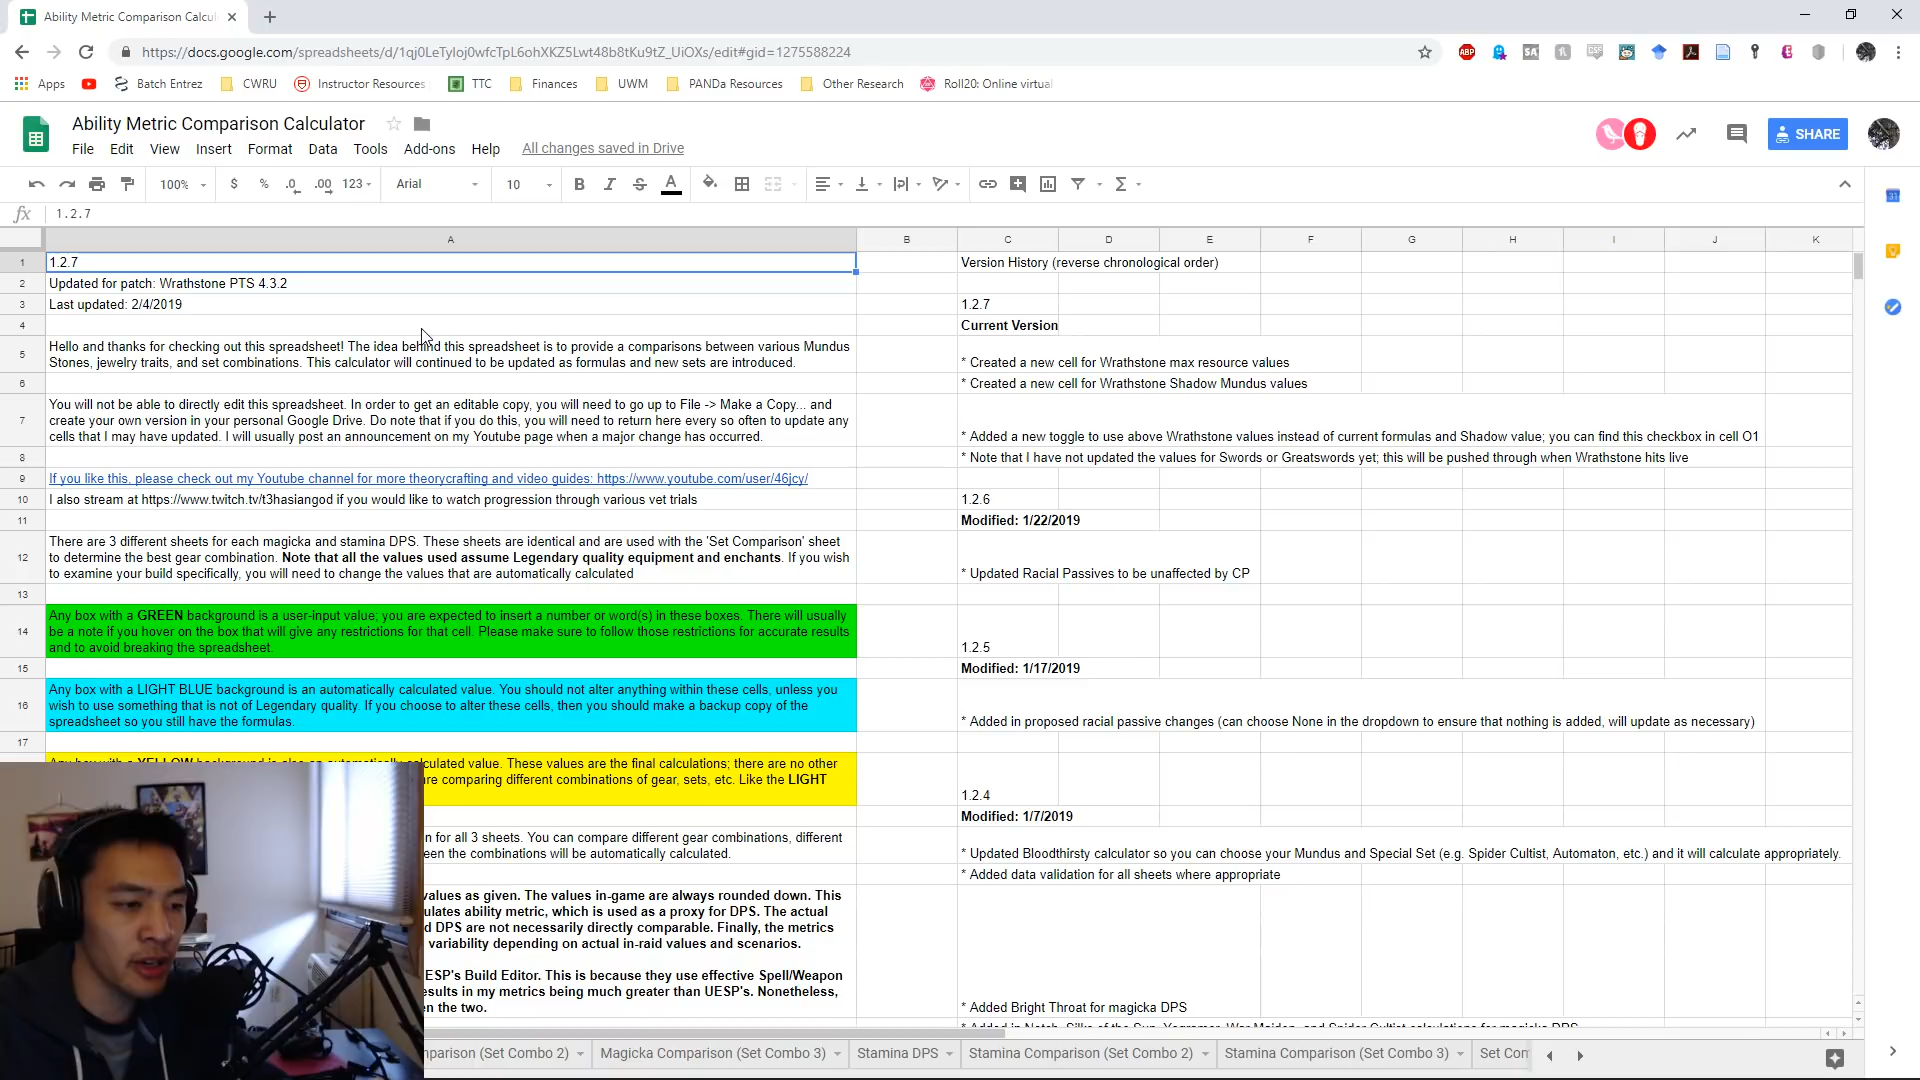 Ability Metric Comparison Calcul
https://docs.google.com/spreadsheets/d/1qj0LeTyloj0wfcTpL6ohXKZ5Lwt48b8tKu9tZ_UiOXs/edit#gid=1275588224
Apps
Batch Entrez
CWRU
Instructor Resources
TTC
Finances
UWM
PANDa Resources
Other Research
Roll20: Online virtual
Ability Metric Comparison Calculator
File Edit View Insert Format Data Tools Add-ons Help All changes saved in Drive
SHARE
100% $ % .0 .00 123 Arial 10 B I S A
fx 1.2.7
A B C D E F G H I J K
1 1.2.7 Version History (reverse chronological order)
2 Updated for patch: Wrathstone PTS 4.3.2
3 Last updated: 2/4/2019 1.2.7
4 Current Version
5 Hello and thanks for checking out this spreadsheet! The idea behind this spreadsheet is to provide a comparisons between various Mundus
Stones, jewelry traits, and set combinations. This calculator will continued to be updated as formulas and new sets are introduced.
* Created a new cell for Wrathstone max resource values
6 * Created a new cell for Wrathstone Shadow Mundus values
7 You will not be able to directly edit this spreadsheet. In order to get an editable copy, you will need to go up to File -> Make a Copy... and
create your own version in your personal Google Drive. Do note that if you do this, you will need to return here every so often to update any
cells that I may have updated. I will usually post an announcement on my Youtube page when a major change has occurred.
* Added a new toggle to use above Wrathstone values instead of current formulas and Shadow value; you can find this checkbox in cell O1
8 * Note that I have not updated the values for Swords or Greatswords yet; this will be pushed through when Wrathstone hits live
9 If you like this, please check out my Youtube channel for more theorycrafting and video guides: https://www.youtube.com/user/46jcy/
10 I also stream at https://www.twitch.tv/t3hasiangod if you would like to watch progression through various vet trials 1.2.6
11 Modified: 1/22/2019
12 There are 3 different sheets for each magicka and stamina DPS. These sheets are identical and are used with the 'Set Comparison' sheet
to determine the best gear combination. Note that all the values used assume Legendary quality equipment and enchants. If you wish
to examine your build specifically, you will need to change the values that are automatically calculated
* Updated Racial Passives to be unaffected by CP
13
14 Any box with a GREEN background is a user-input value; you are expected to insert a number or word(s) in these boxes. There will usually
be a note if you hover on the box that will give any restrictions for that cell. Please make sure to follow those restrictions for accurate results
and to avoid breaking the spreadsheet.
1.2.5
15 Modified: 1/17/2019
16 Any box with a LIGHT BLUE background is an automatically calculated value. You should not alter anything within these cells, unless you
wish to use something that is not of Legendary quality. If you choose to alter these cells, then you should make a backup copy of the
spreadsheet so you still have the formulas.
* Added in proposed racial passive changes (can choose None in the dropdown to ensure that nothing is added, will update as necessary)
17
culated value. These values are the final calculations; there are no other
re comparing different combinations of gear, sets, etc. Like the LIGHT
1.2.4
Modified: 1/7/2019
n for all 3 sheets. You can compare different gear combinations, different
een the combinations will be automatically calculated.
* Updated Bloodthirsty calculator so you can choose your Mundus and Special Set (e.g. Spider Cultist, Automaton, etc.) and it will calculate appropriately.
* Added data validation for all sheets where appropriate
values as given. The values in-game are always rounded down. This
ulates ability metric, which is used as a proxy for DPS. The actual
d DPS are not necessarily directly comparable. Finally, the metrics
variability depending on actual in-raid values and scenarios.
ESP's Build Editor. This is because they use effective Spell/Weapon
esults in my metrics being much greater than UESP's. Nonetheless,
en the two.
* Added Bright Throat for magicka DPS
mparison (Set Combo 2) Magicka Comparison (Set Combo 3) Stamina DPS Stamina Comparison (Set Combo 2) Stamina Comparison (Set Combo 3) Set Con